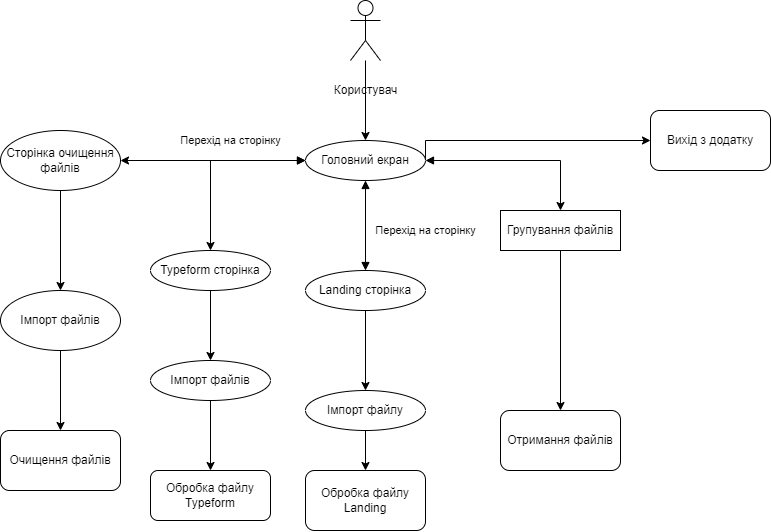 Користувач
Перехід на сторінку
Сторінка очищення
файлів
Головний екран
Вихід з додатку
Перехід на сторінку
Групування файлів
Typeform сторінка
Landing сторінка
Імпорт файлів
Імпорт файлів
Імпорт файлу
Отримання файлів
Очищення файлів
Обробка файлу
Typeform
Обробка файлу
Landing